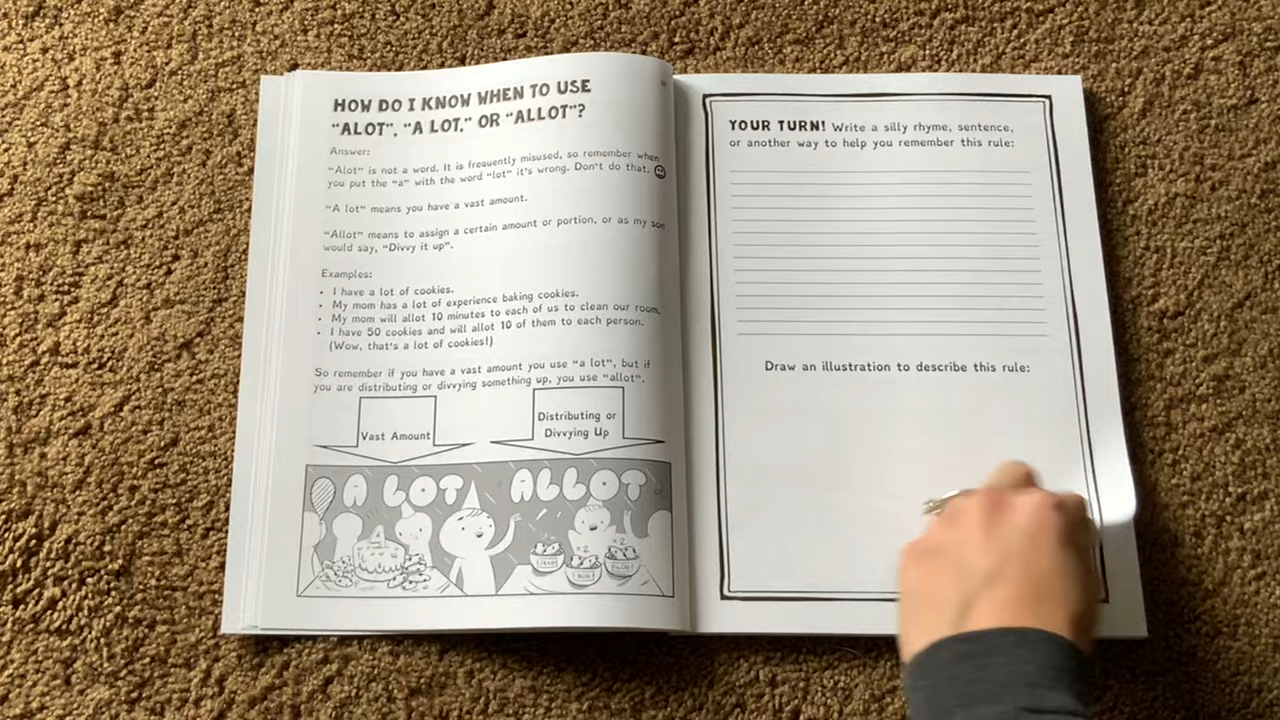 HOW DO I KNOW WHEN TO USE
"ALOT", "A LOT," OR "ALLOT"?
Answer:
"Alot" is not a word. It is frequently misused, so remember when
you put the "a" with the word "lot" it's wrong. Don't do that.
"A lot" means you have a vast amount.
"Allot" means to assign a certain amount or portion, or as my son
would say, "Divvy it up".
Examples:
• I have a lot of cookies.
• My mom has a lot of experience baking cookies.
• My mom will allot 10 minutes to each of us to clean our room.
• I have 50 cookies and will allot 10 of them to each person.
(Wow, that's a lot of cookies!)
So remember if you have a vast amount you use "a lot", but if
you are distributing or divvying something up, you use "allot".
Vast Amount
Distributing or
Divvying Up
A LOT
ALLOT
x2
x2
YOUR TURN! Write a silly rhyme, sentence,
or another way to help you remember this rule:
Draw an illustration to describe this rule: